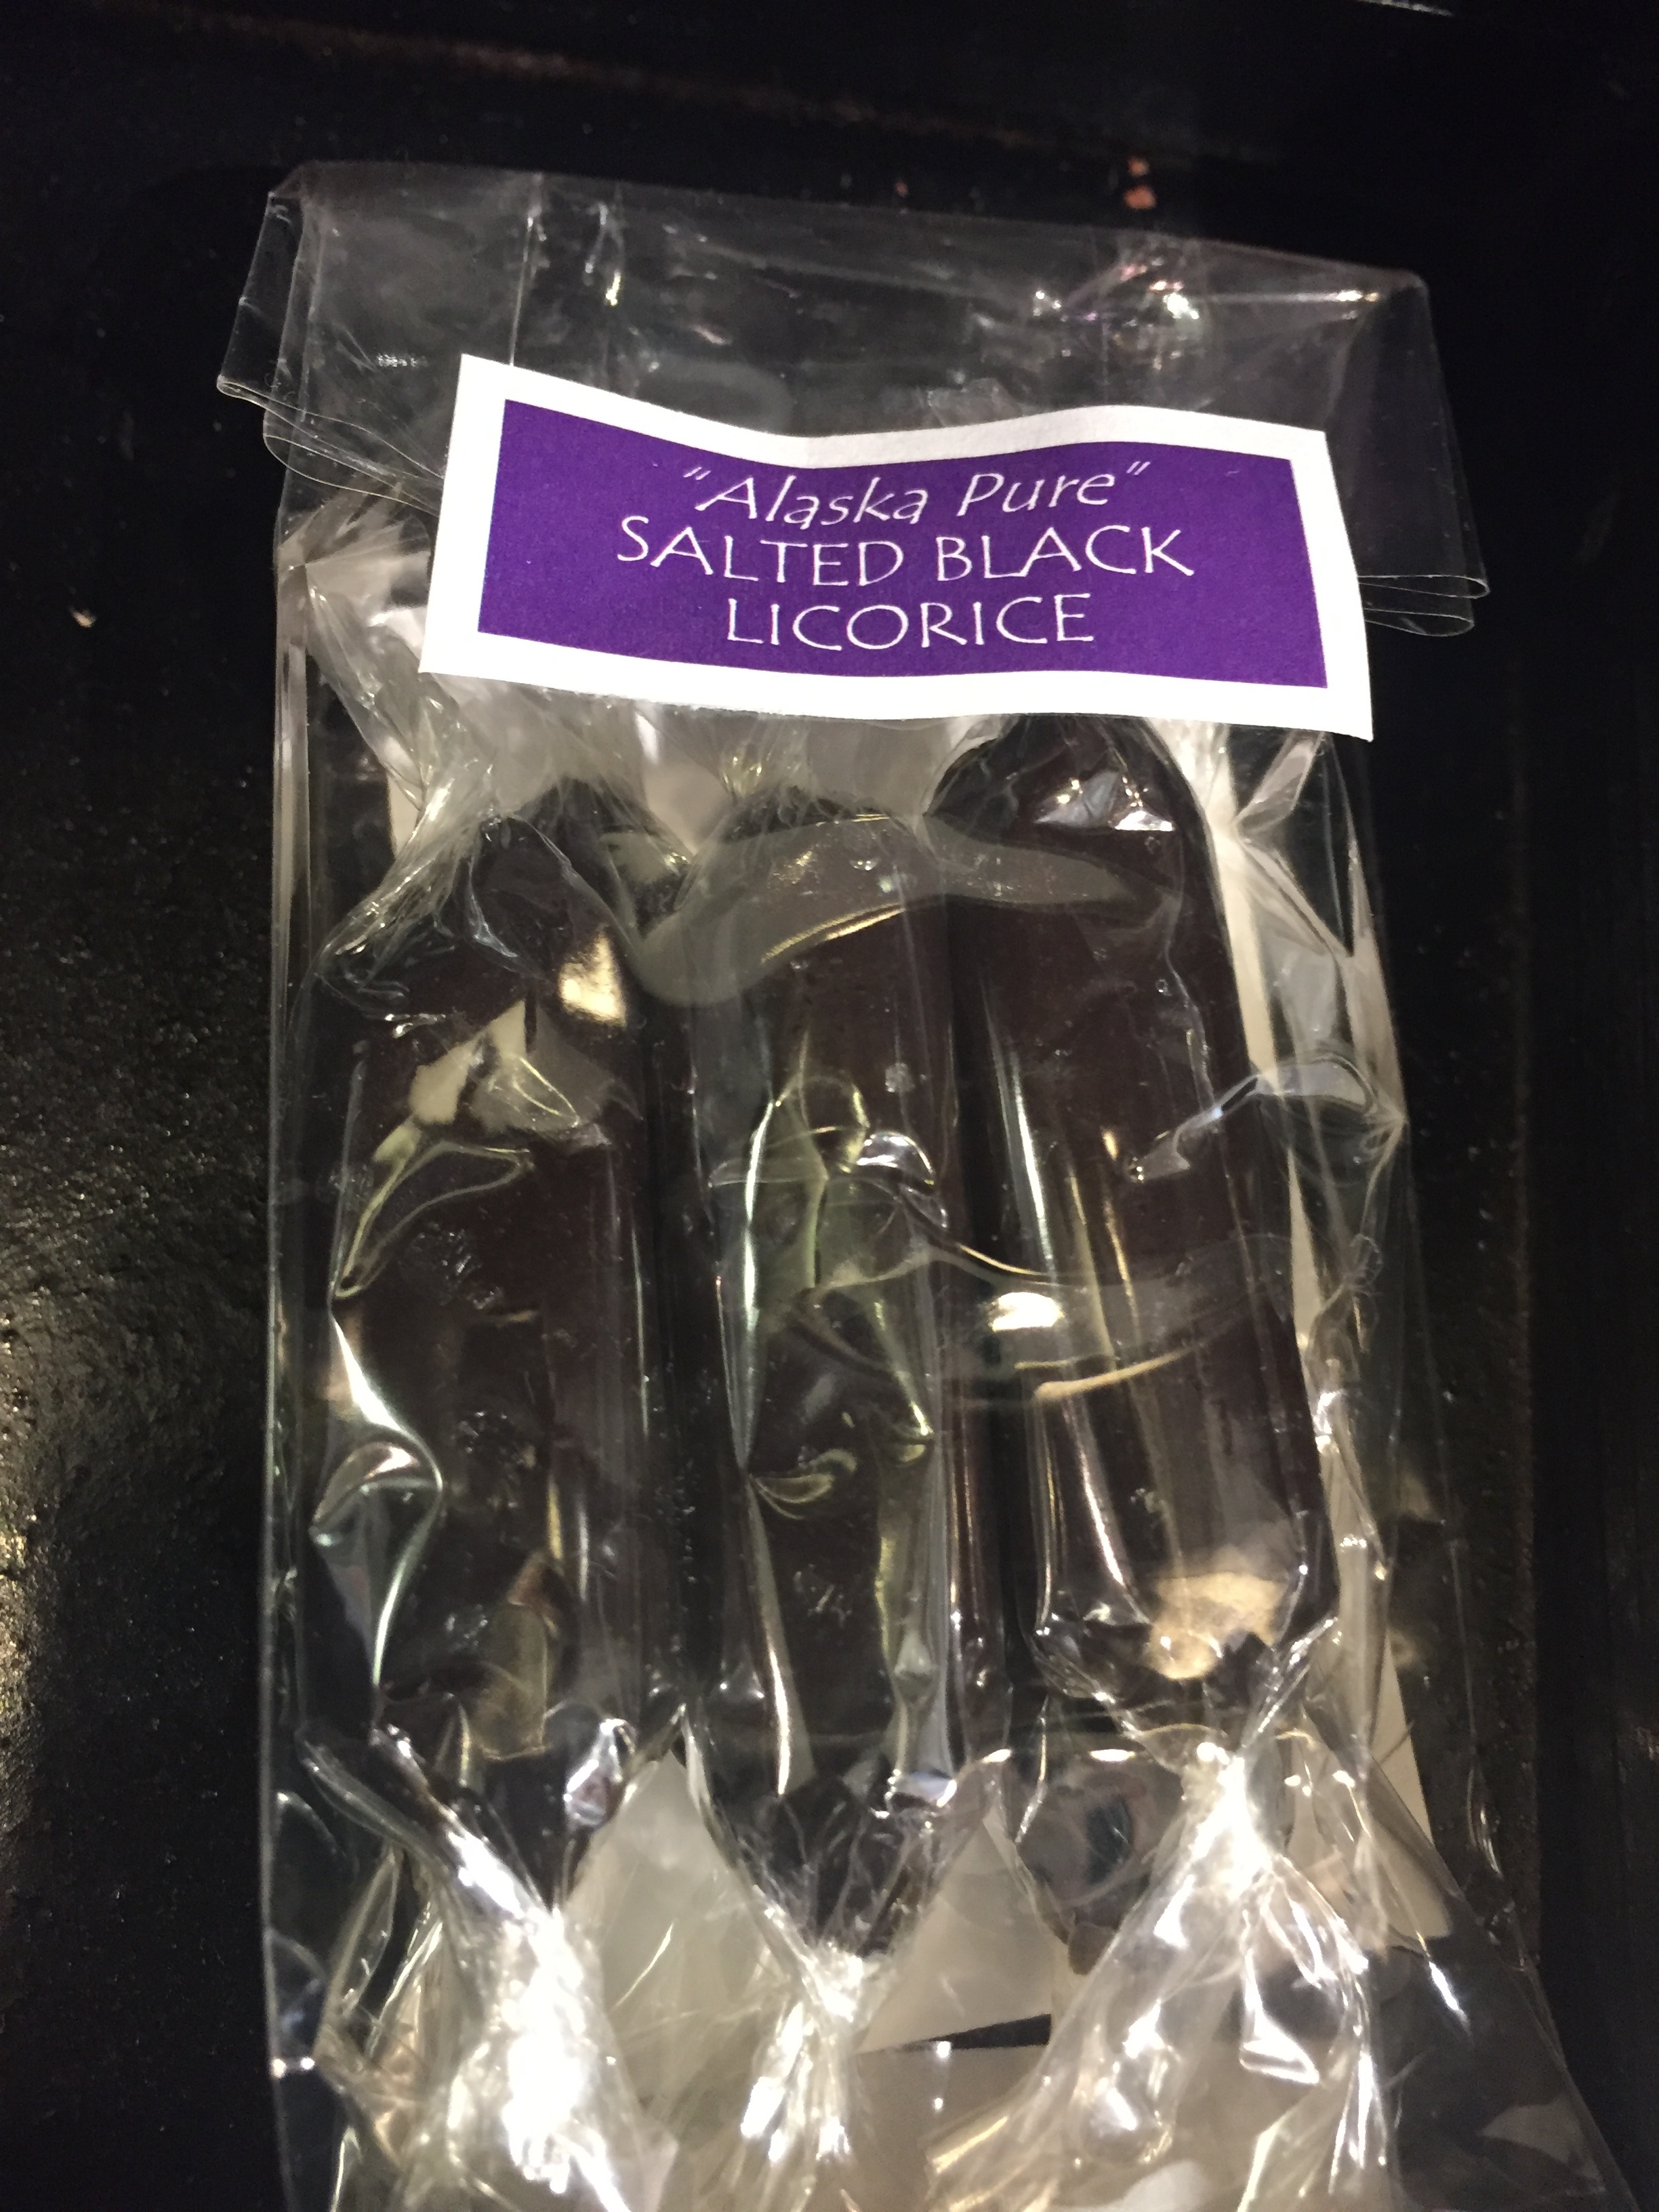 "Alaska Pure"
SALTED BLACK
LICORICE